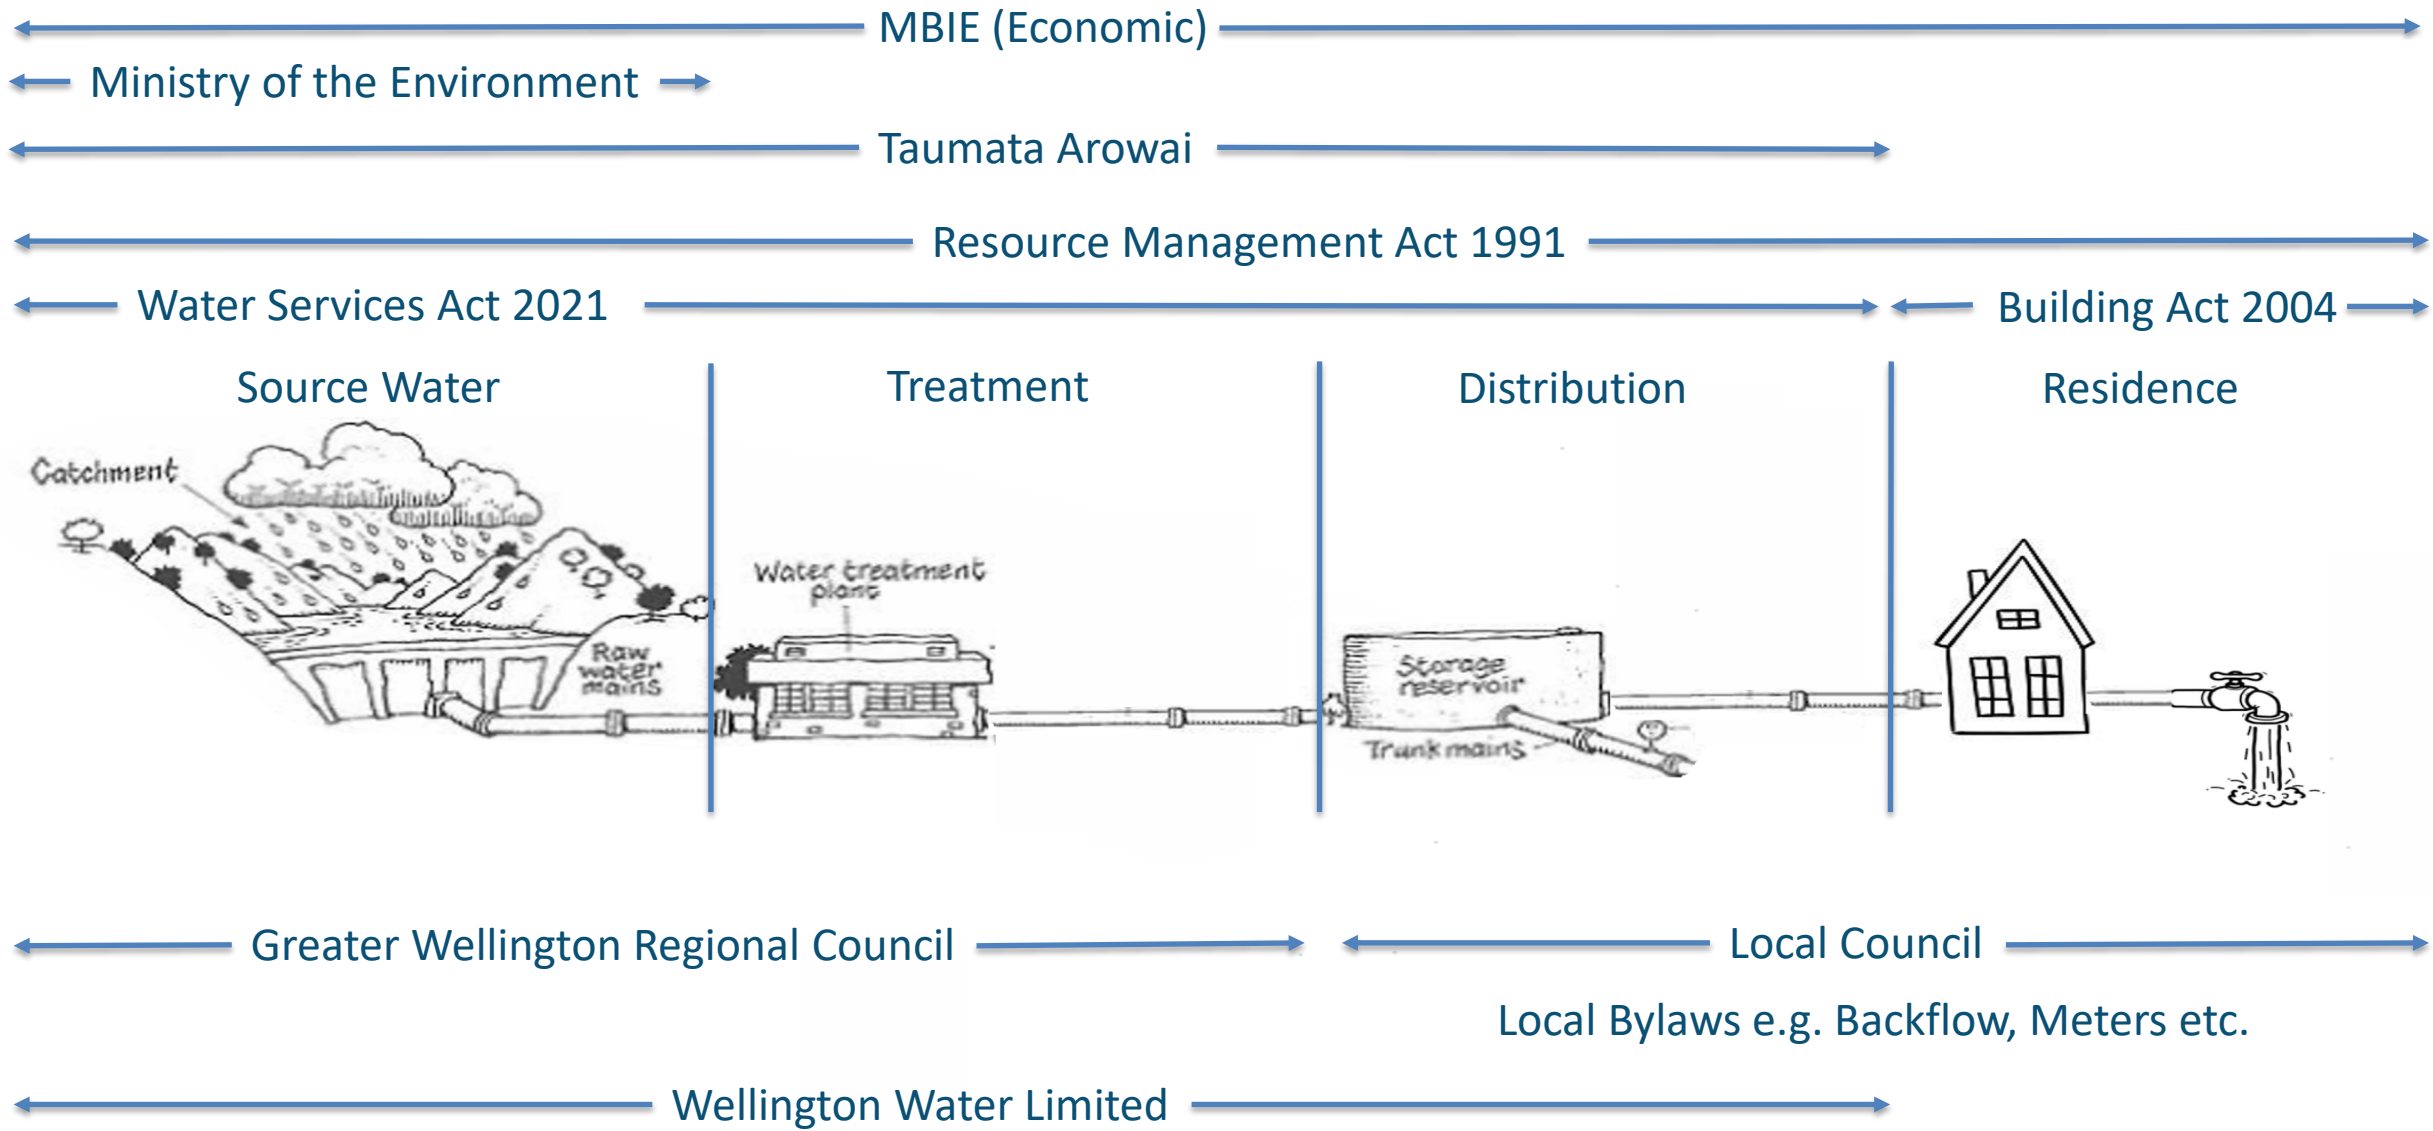 MBIE (Economic)
Ministry of the Environment
Taumata Arowai
Resource Management Act 1991
Water Services Act 2021
Building Act 2004
Source Water
Treatment
Distribution
Residence
Catchment
Water treatment
plant
Raw
water
mains
Storage
reservoir
Trunk mains
Greater Wellington Regional Council
Local Council
Local Bylaws e.g. Backflow, Meters etc.
Wellington Water Limited